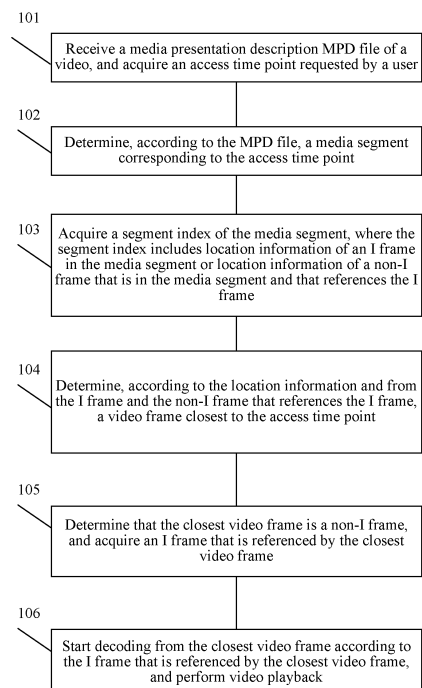 101
Receive a media presentation description MPD file of a
video, and acquire an access time point requested by a user
102
Determine, according to the MPD file, a media segment
corresponding to the access time point
103
Acquire a segment index of the media segment, where the
segment index includes location information of an I frame
in the media segment or location information of a non-I
frame that is in the media segment and that references the I
frame
104
Determine, according to the location information and from
the I frame and the non-I frame that references the I frame,
a video frame closest to the access time point
105
Determine that the closest video frame is a non-I frame,
and acquire an I frame that is referenced by the closest
video frame
106
Start decoding from the closest video frame according to
the I frame that is referenced by the closest video frame,
and perform video playback